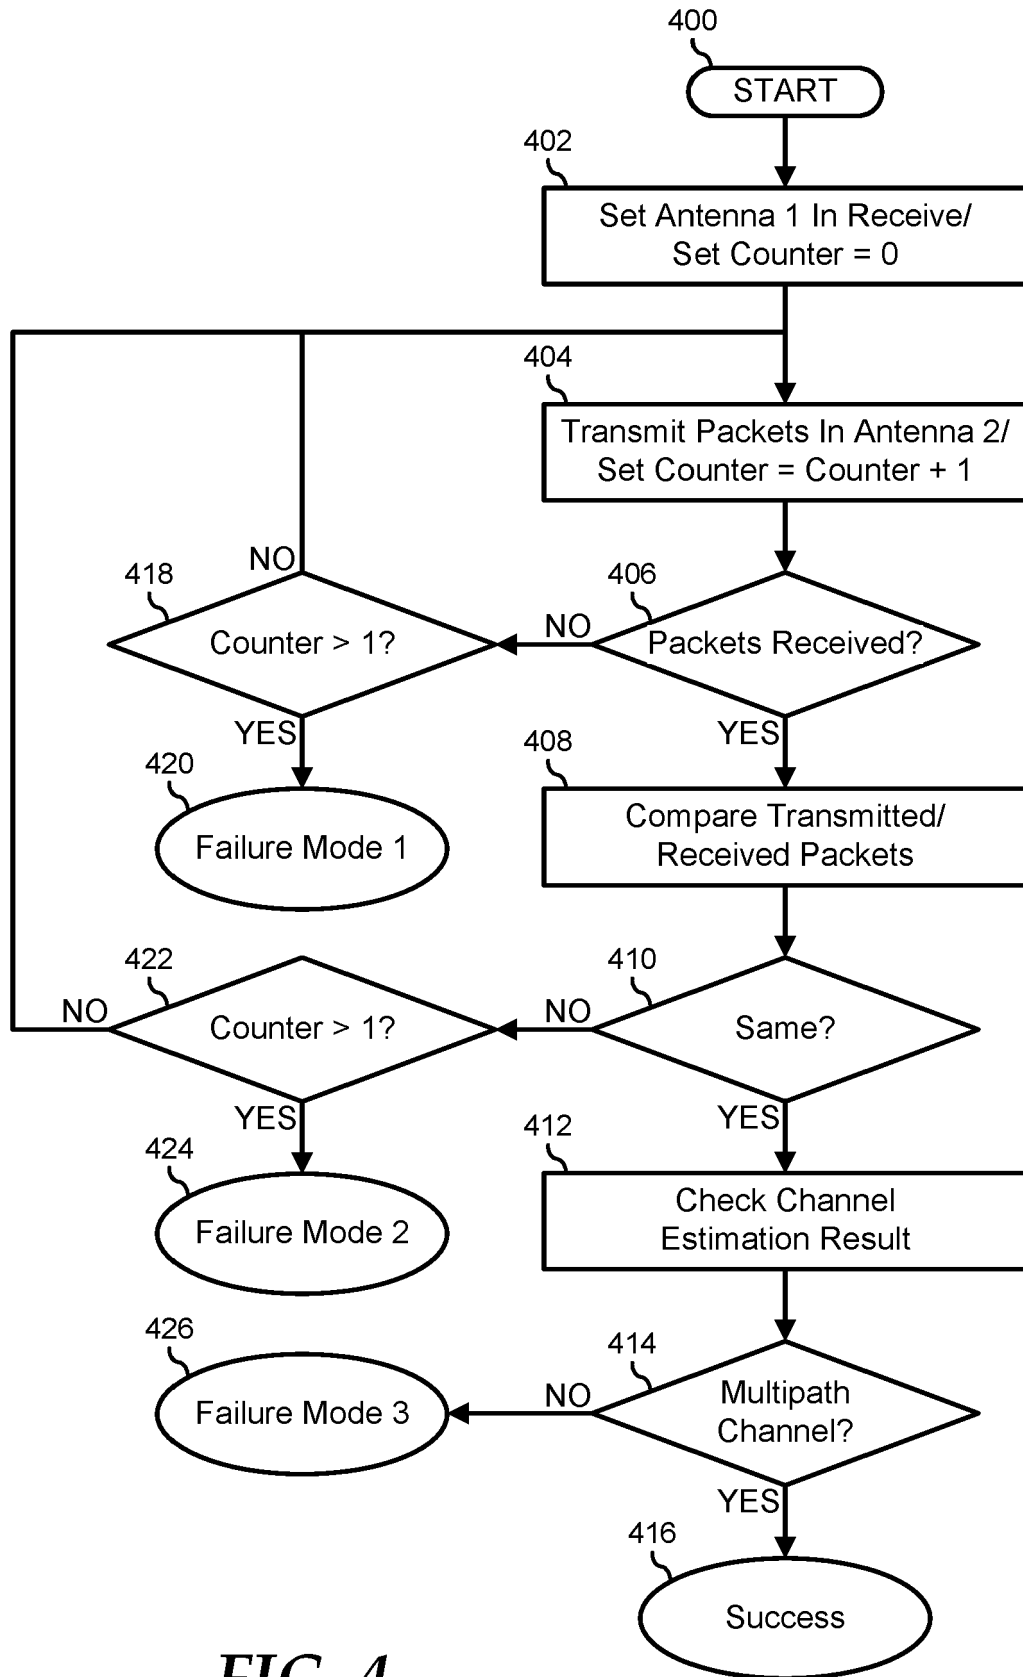 400
START
402
Set Antenna 1 In Receive/
Set Counter = 0
404
Transmit Packets In Antenna 2/
Set Counter = Counter + 1
NO
418
406
Counter > 1?
NO
Packets Received?
YES
YES
408
420
Compare Transmitted/
Received Packets
Failure Mode 1
422
410
NO
Counter > 1?
NO
Same?
YES
YES
412
424
Check Channel
Estimation Result
Failure Mode 2
426
414
Failure Mode 3
NO
Multipath
Channel?
YES
416
Success
FIG. 4